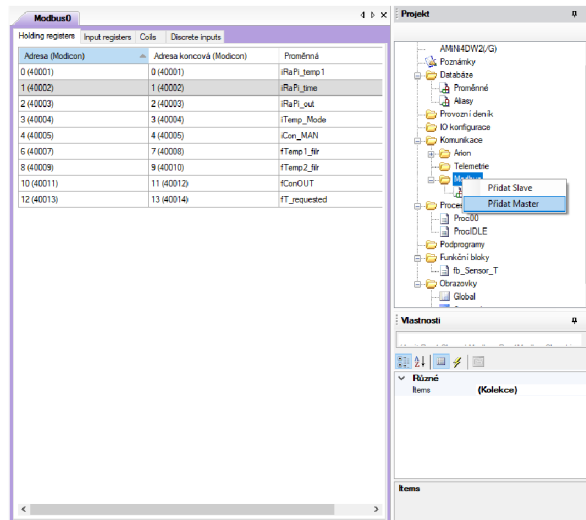 Modbus0
Holding registers Input registers Coils Discrete inputs
Adresa (Modicon) Adresa koncová (Modicon) Proměnná
0 (40001) 0 (40001) iRaPi_temp1
1 (40002) 1 (40002) iRaPi_time
2 (40003) 2 (40003) iRaPi_out
3 (40004) 3 (40004) iTemp_Mode
4 (40005) 4 (40005) iCon_MAN
6 (40007) 7 (40008) fTemp1_filr
8 (40009) 9 (40010) fTemp2_filr
10 (40011) 11 (40012) fConOUT
12 (40013) 13 (40014) fT_requested
Projekt
AMiNi4DW2(/G)
Poznámky
Databáze
Proměnné
Aliasy
Provozní deník
IO konfigurace
Komunikace
Arion
Telemetrie
Modbus
Přidat Slave
Přidat Master
Proc00
ProcIDLE
Podprogramy
Funkční bloky
fb_Sensor_T
Obrazovky
Global
Vlastnosti
Různé
Items (Kolekce)
Items